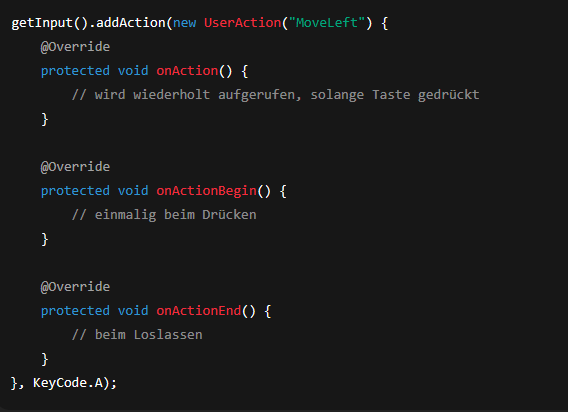 getInput().addAction(new UserAction("MoveLeft") {
    @Override
    protected void onAction() {
        // wird wiederholt aufgerufen, solange Taste gedrückt
    }

    @Override
    protected void onActionBegin() {
        // einmalig beim Drücken
    }

    @Override
    protected void onActionEnd() {
        // beim Loslassen
    }
}, KeyCode.A);